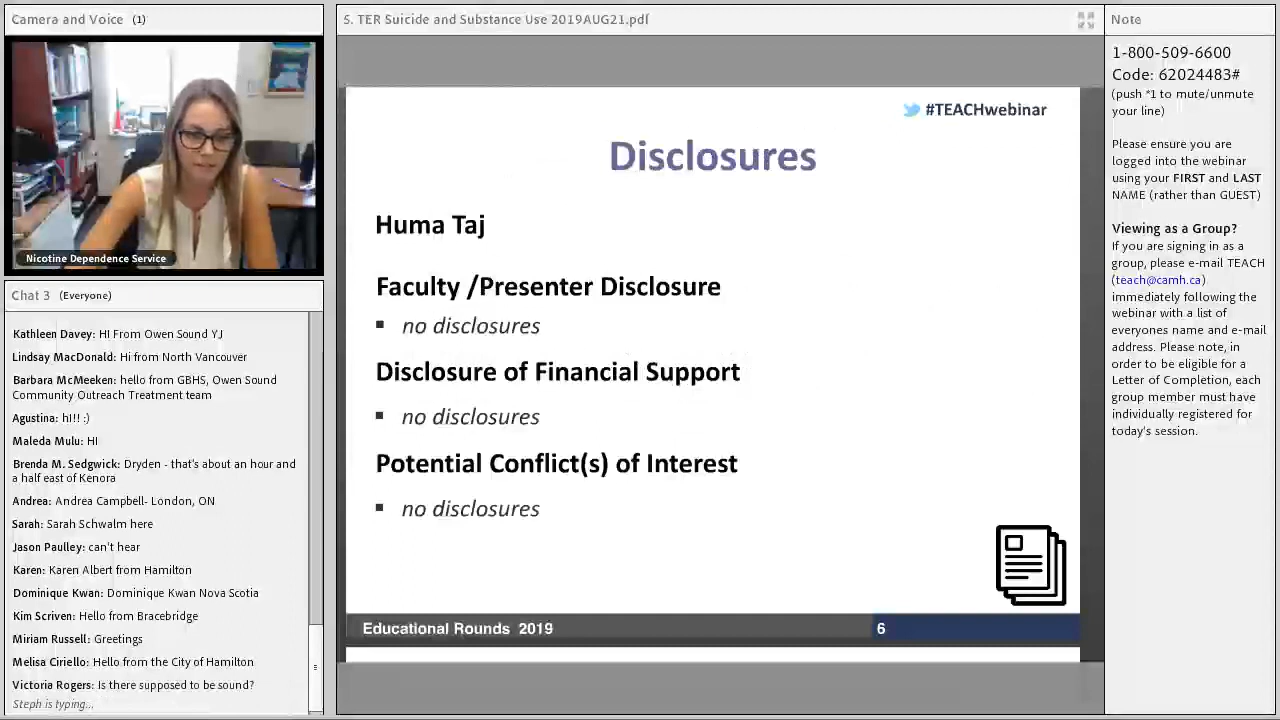 Camera and Voice (1)
Nicotine Dependence Service
Chat 3 (Everyone)
Kathleen Davey: HI From Owen Sound YJ
Lindsay MacDonald: Hi from North Vancouver
Barbara McMeeken: hello from GBHS, Owen Sound
Community Outreach Treatment team
Agustina: hI!! :)
Maleda Mulu: HI
Brenda M. Sedgwick: Dryden - that's about an hour and
a half east of Kenora
Andrea: Andrea Campbell- London, ON
Sarah: Sarah Schwalm here
Jason Paulley: can't hear
Karen: Karen Albert from Hamilton
Dominique Kwan: Dominique Kwan Nova Scotia
Kim Scriven: Hello from Bracebridge
Miriam Russell: Greetings
Melisa Ciriello: Hello from the City of Hamilton
Victoria Rogers: Is there supposed to be sound?
Steph is typing...
5. TER Suicide and Substance Use 2019AUG21.pdf
#TEACHwebinar
Disclosures
Huma Taj
Faculty /Presenter Disclosure
▪ no disclosures
Disclosure of Financial Support
▪ no disclosures
Potential Conflict(s) of Interest
▪ no disclosures
Educational Rounds 2019
6
Note
1-800-509-6600
Code: 62024483#
(push *1 to mute/unmute
your line)
Please ensure you are
logged into the webinar
using your FIRST and LAST
NAME (rather than GUEST)
Viewing as a Group?
If you are signing in as a
group, please e-mail TEACH
(teach@camh.ca)
immediately following the
webinar with a list of
everyones name and e-mail
address. Please note, in
order to be eligible for a
Letter of Completion, each
group member must have
individually registered for
today's session.